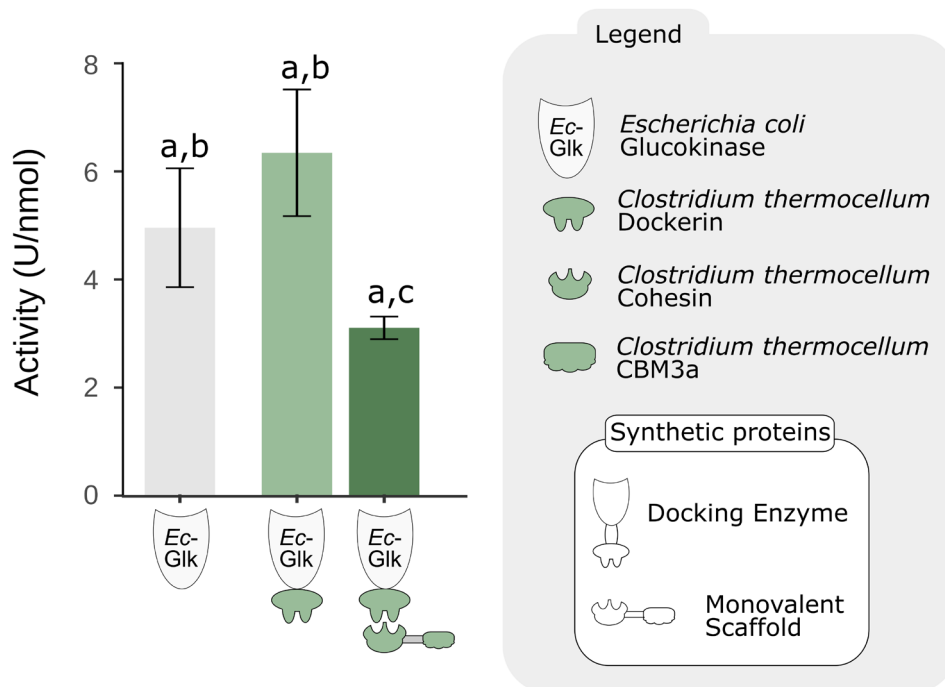 Legend
8
6
4
2
0
Activity (U/nmol)
a,b
a,b
a,c
Ec-
Glk
Ec-
Glk
Ec-
Glk
Ec-
Glk
Escherichia coli
Glucokinase
Clostridium thermocellum
Dockerin
Clostridium thermocellum
Cohesin
Clostridium thermocellum
CBM3a
Synthetic proteins
Docking Enzyme
Monovalent
Scaffold